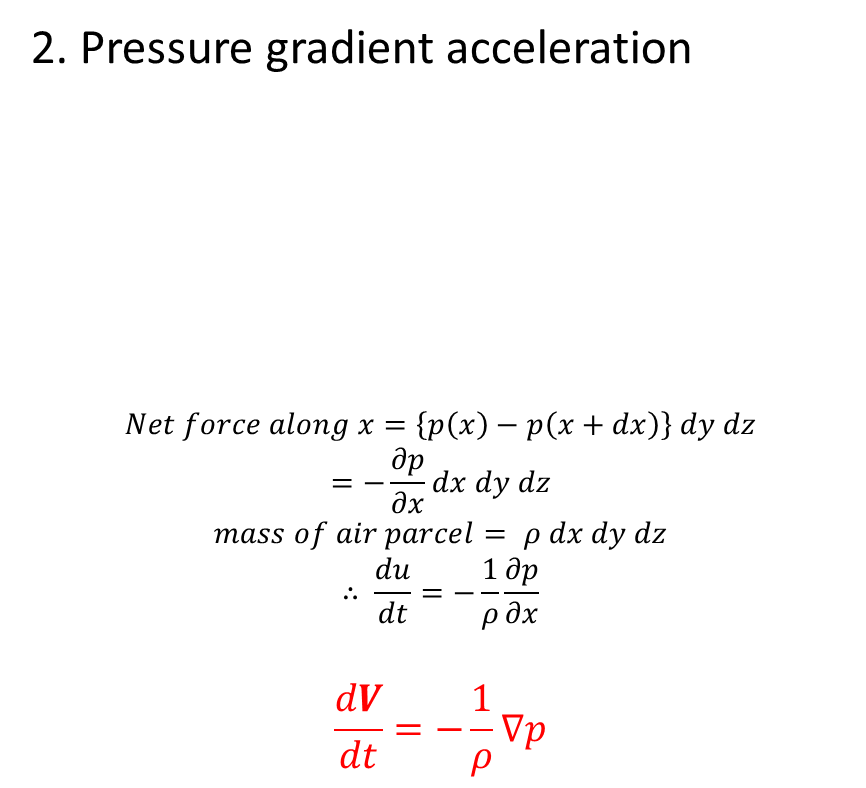 2. Pressure gradient acceleration
Net force along x = {p(x) − p(x + dx)} dy dz
= −∂p/∂x dx dy dz
mass of air parcel = ρ dx dy dz
∴ du/dt = −1/ρ ∂p/∂x
dV/dt = −1/ρ ∇p